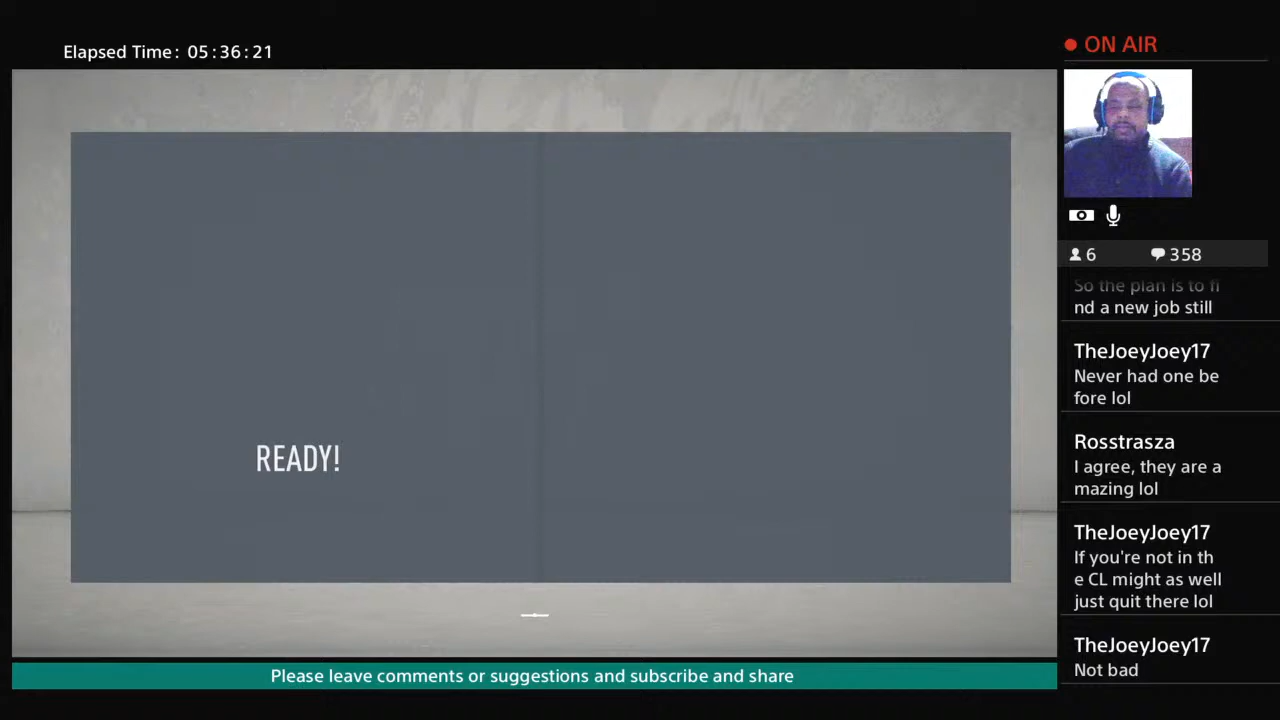 Elapsed Time: 05:36:21
ON AIR
6 358
So the plan is to fi
nd a new job still
TheJoeyJoey17
Never had one be
fore lol
Rosstrasza
I agree, they are a
mazing lol
TheJoeyJoey17
If you're not in th
e CL might as well
just quit there lol
TheJoeyJoey17
Not bad
READY!
Please leave comments or suggestions and subscribe and share